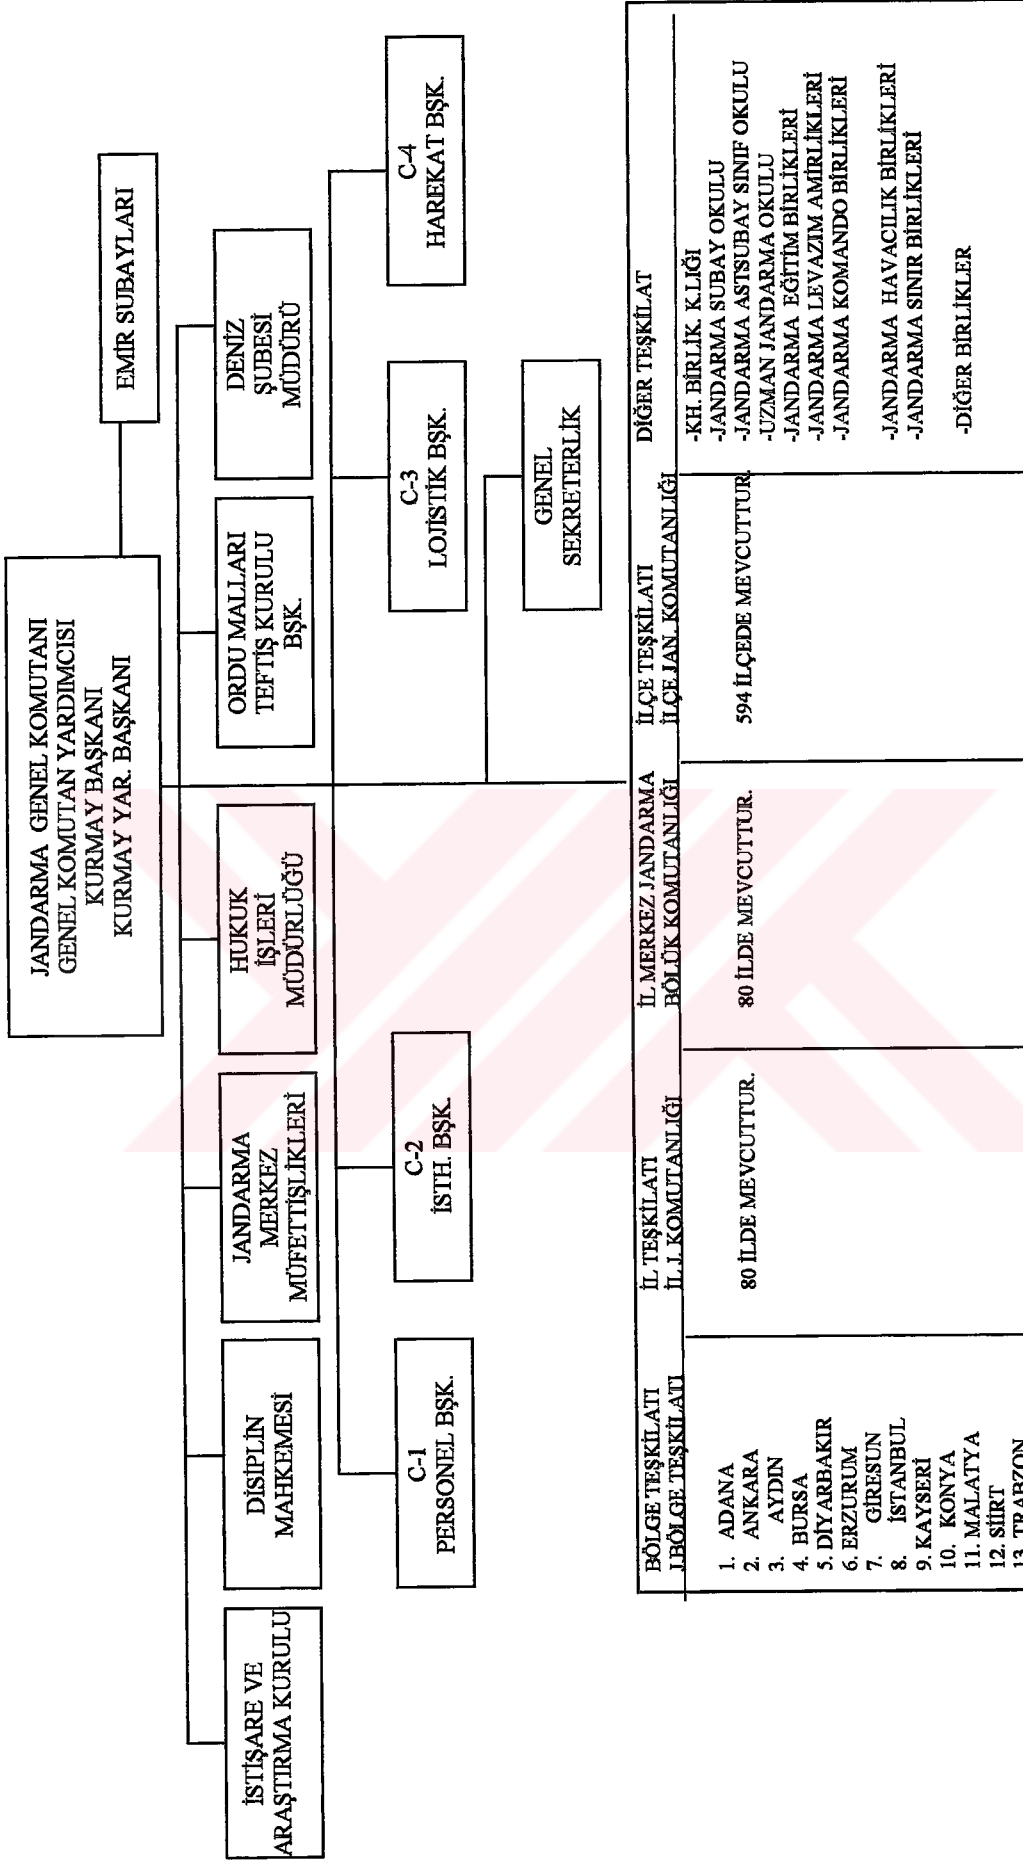 JANDARMA GENEL KOMUTANI
GENEL KOMUTAN YARDIMCISI
KURMAY BAŞKANI
KURMAY YAR. BAŞKANI
EMİR SUBAYLARI
İSTİŞARE VE
ARAŞTIRMA KURULU
DİSİPLİN
MAHKEMESİ
JANDARMA
MERKEZ
MÜFETTİŞLİKLERİ
HUKUK
İŞLERİ
MÜDÜRLÜĞÜ
ORDU MALLARI
TEFTİŞ KURULU
BŞK.
DENİZ
ŞUBESİ
MÜDÜRÜ
C-1
PERSONEL BŞK.
C-2
İSTH. BŞK.
C-3
LOJİSTİK BŞK.
C-4
HAREKAT BŞK.
GENEL
SEKRETERLİK
BÖLGE TEŞKİLATI
J.BÖLGE TEŞKİLATI
1. ADANA
2. ANKARA
3. AYDIN
4. BURSA
5. DİYARBAKIR
6. ERZURUM
7. GİRESUN
8. İSTANBUL
9. KAYSERİ
10. KONYA
11. MALATYA
12. SİİRT
13. TRABZON
İL TEŞKİLATI
İL J. KOMUTANLIĞI
80 İLDE MEVCUTTUR.
İL MERKEZ JANDARMA
BÖLÜK KOMUTANLIĞI
80 İLDE MEVCUTTUR.
İLÇE TEŞKİLATI
İLÇE JAN. KOMUTANLIĞI
594 İLÇEDE MEVCUTTUR.
DİĞER TEŞKİLAT
-KH. BİRLİK. K.LIĞI
-JANDARMA SUBAY OKULU
-JANDARMA ASTSUBAY SINIF OKULU
-UZMAN JANDARMA OKULU
-JANDARMA EĞİTİM BİRLİKLERİ
-JANDARMA LEVAZIM AMİRLİKLERİ
-JANDARMA KOMANDO BİRLİKLERİ
-JANDARMA HAVACILIK BİRLİKLERİ
-JANDARMA SINIR BİRLİKLERİ
-DİĞER BİRLİKLER